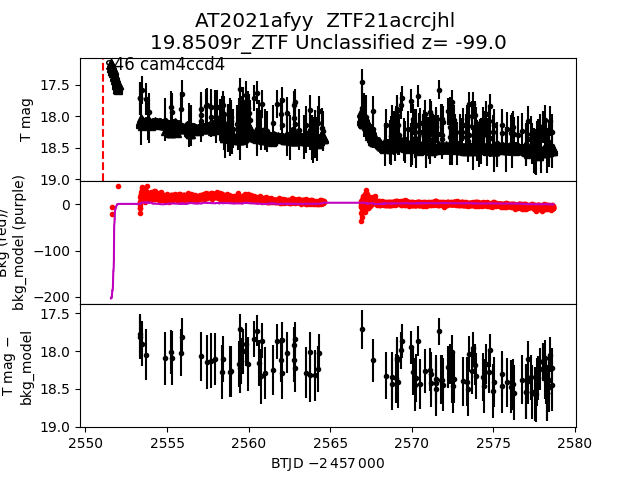 AT2021afyy  ZTF21acrcjhl
19.8509r_ZTF Unclassified z= -99.0
s46 cam4ccd4
T mag
17.5
18.0
18.5
19.0
Bkg (red)/
bkg_model (purple)
0
−100
−200
T mag −
bkg_model
17.5
18.0
18.5
19.0
2550 2555 2560 2565 2570 2575 2580
BTJD −2 457 000